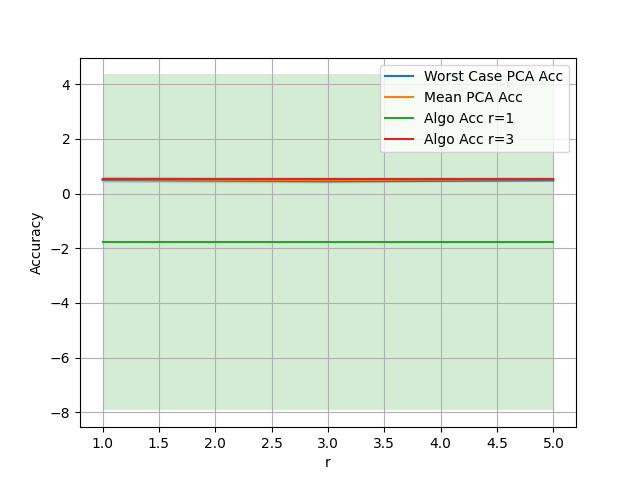 Worst Case PCA Acc
Mean PCA Acc
Algo Acc r=1
Algo Acc r=3
4
2
0
−2
−4
−6
−8
Accuracy
1.0 1.5 2.0 2.5 3.0 3.5 4.0 4.5 5.0
r